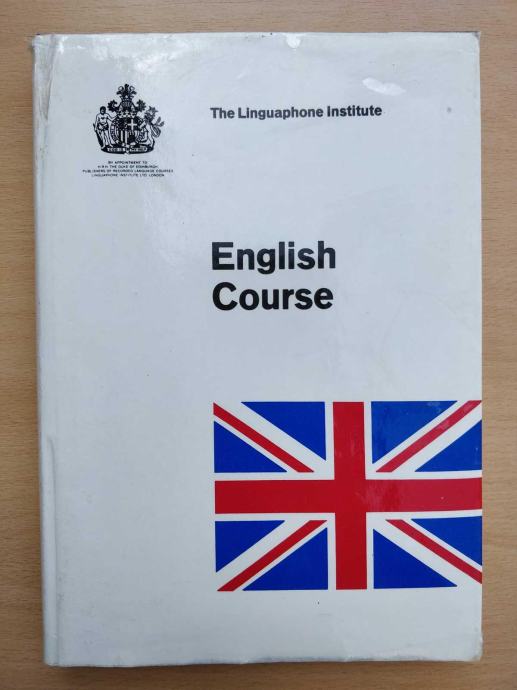 The Linguaphone Institute
BY APPOINTMENT TO
H R H THE DUKE OF EDINBURGH
PUBLISHERS OF RECORDED LANGUAGE COURSES
LINGUAPHONE INSTITUTE LTD LONDON
English
Course